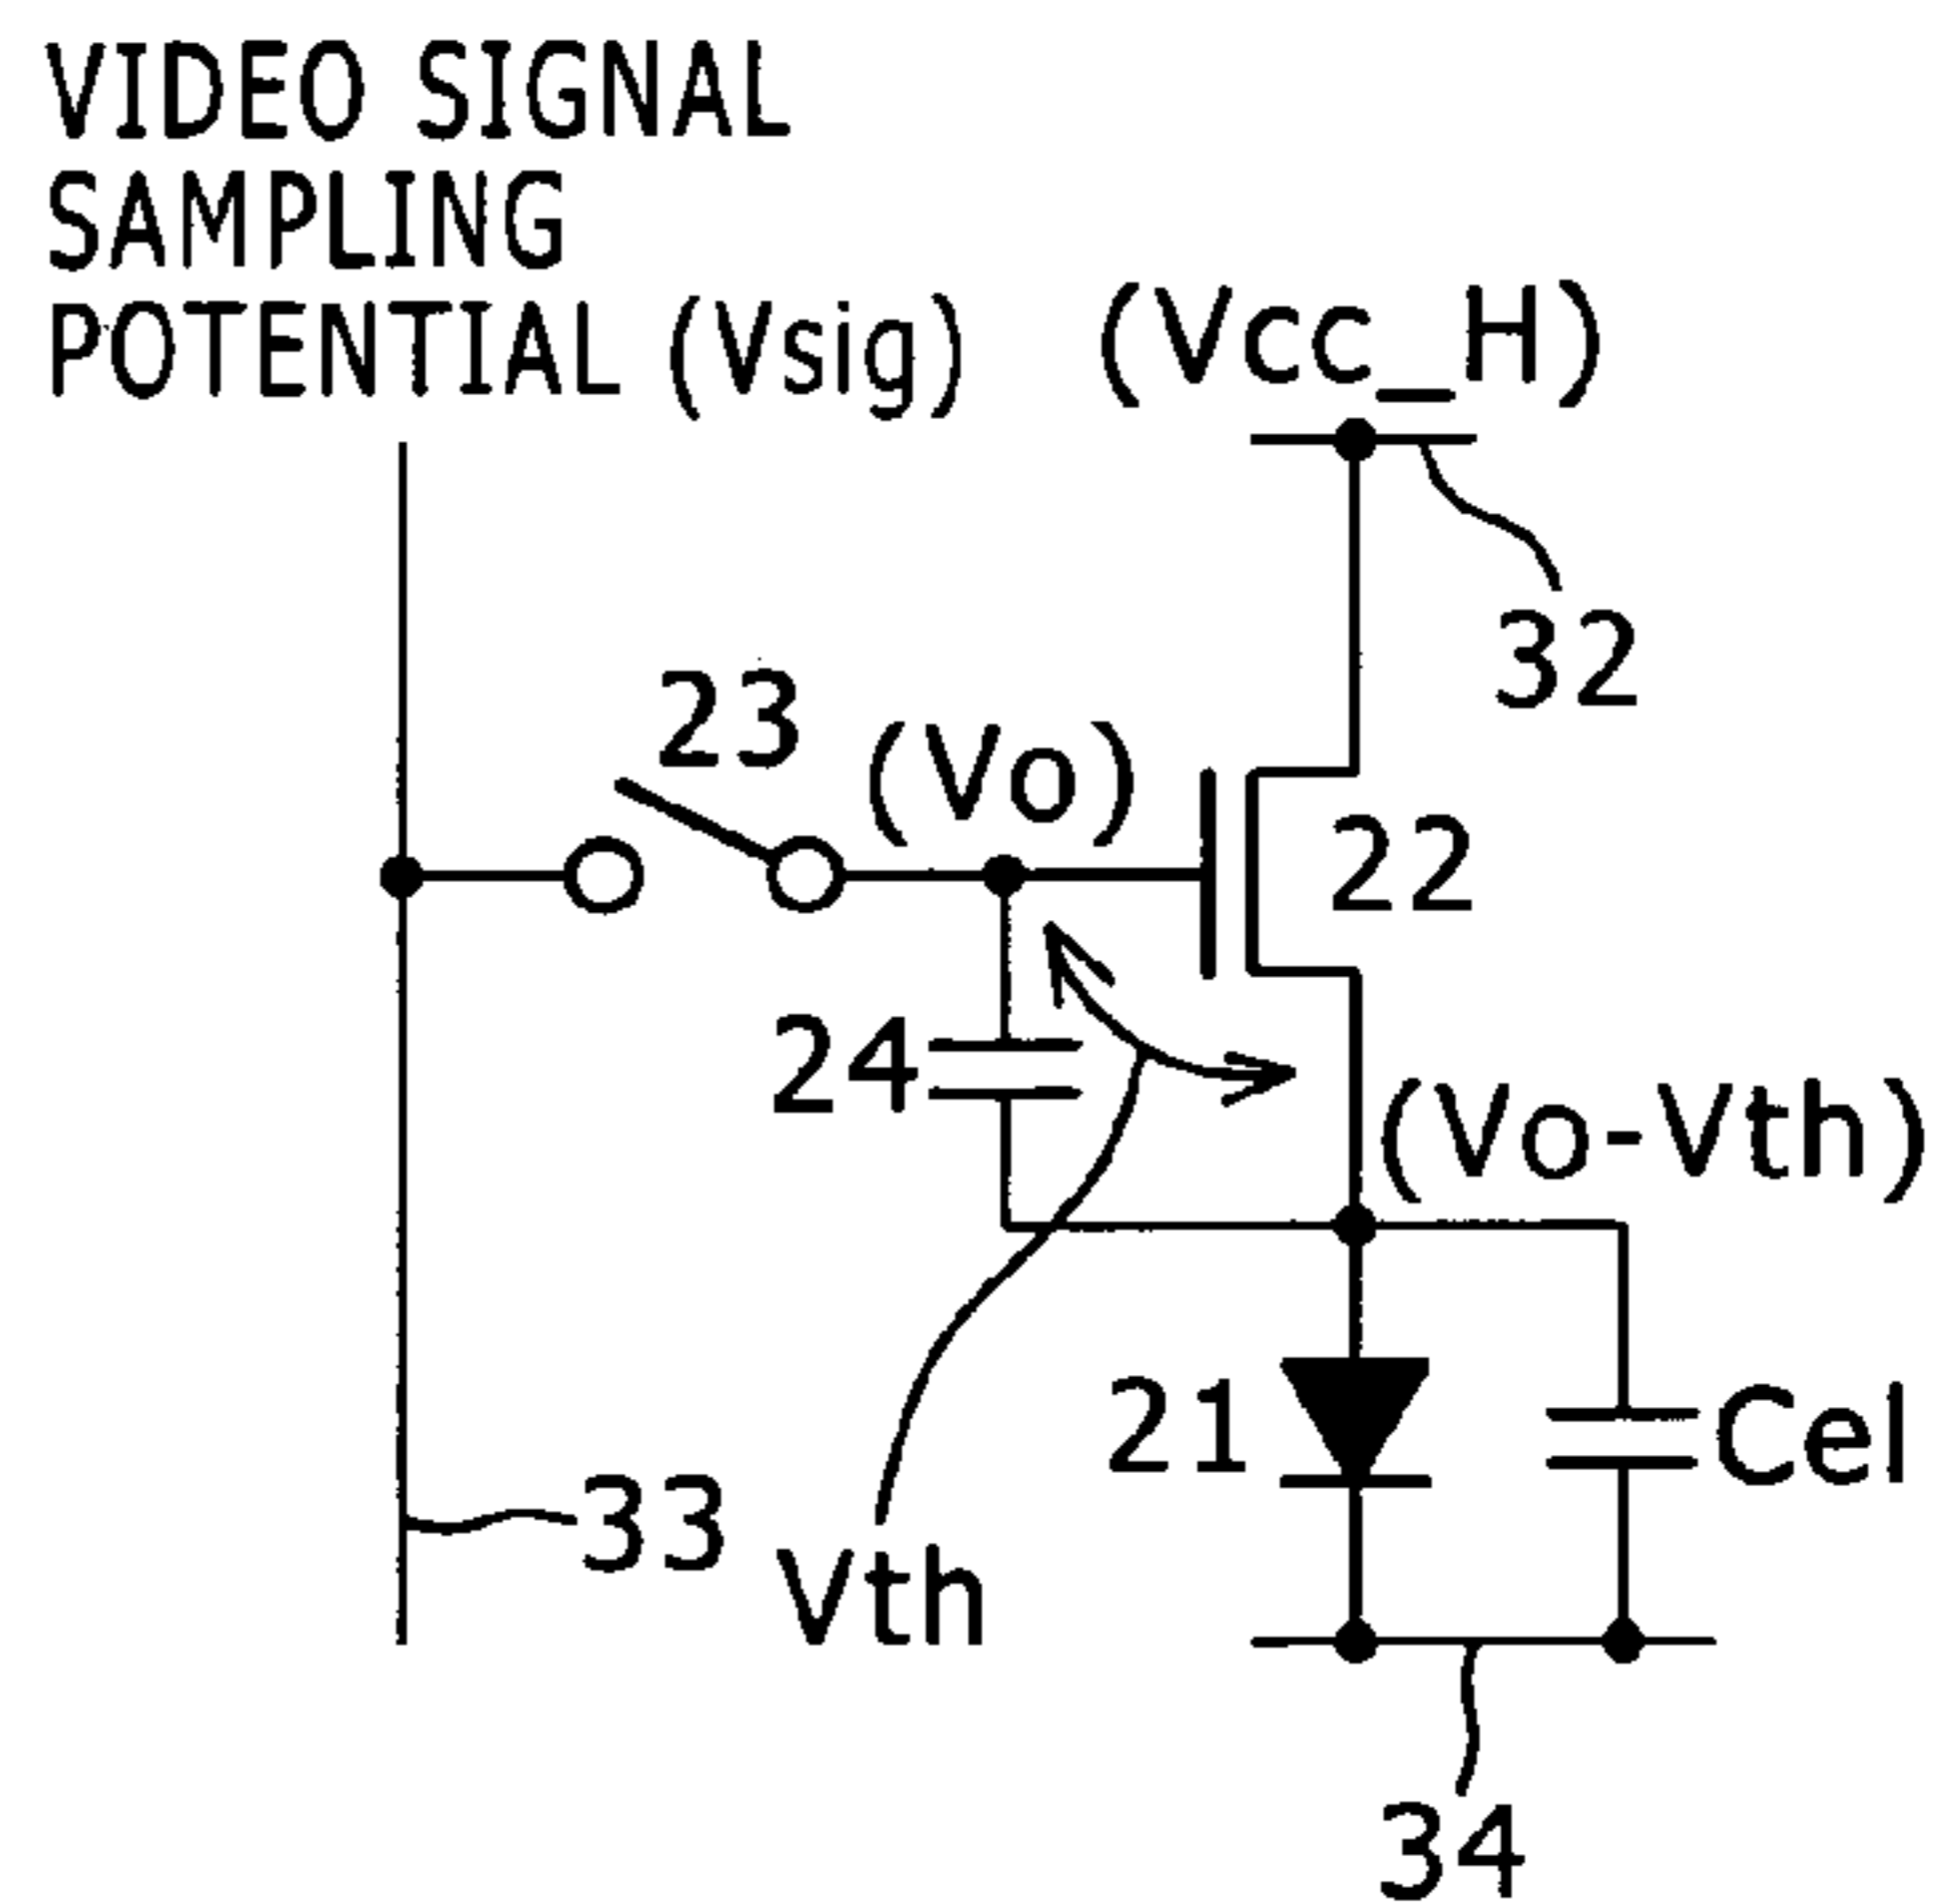 VIDEO SIGNAL
SAMPLING
POTENTIAL (Vsig)
(Vcc_H)
32
23
(Vo)
22
24
(Vo-Vth)
21
Cel
33
Vth
34